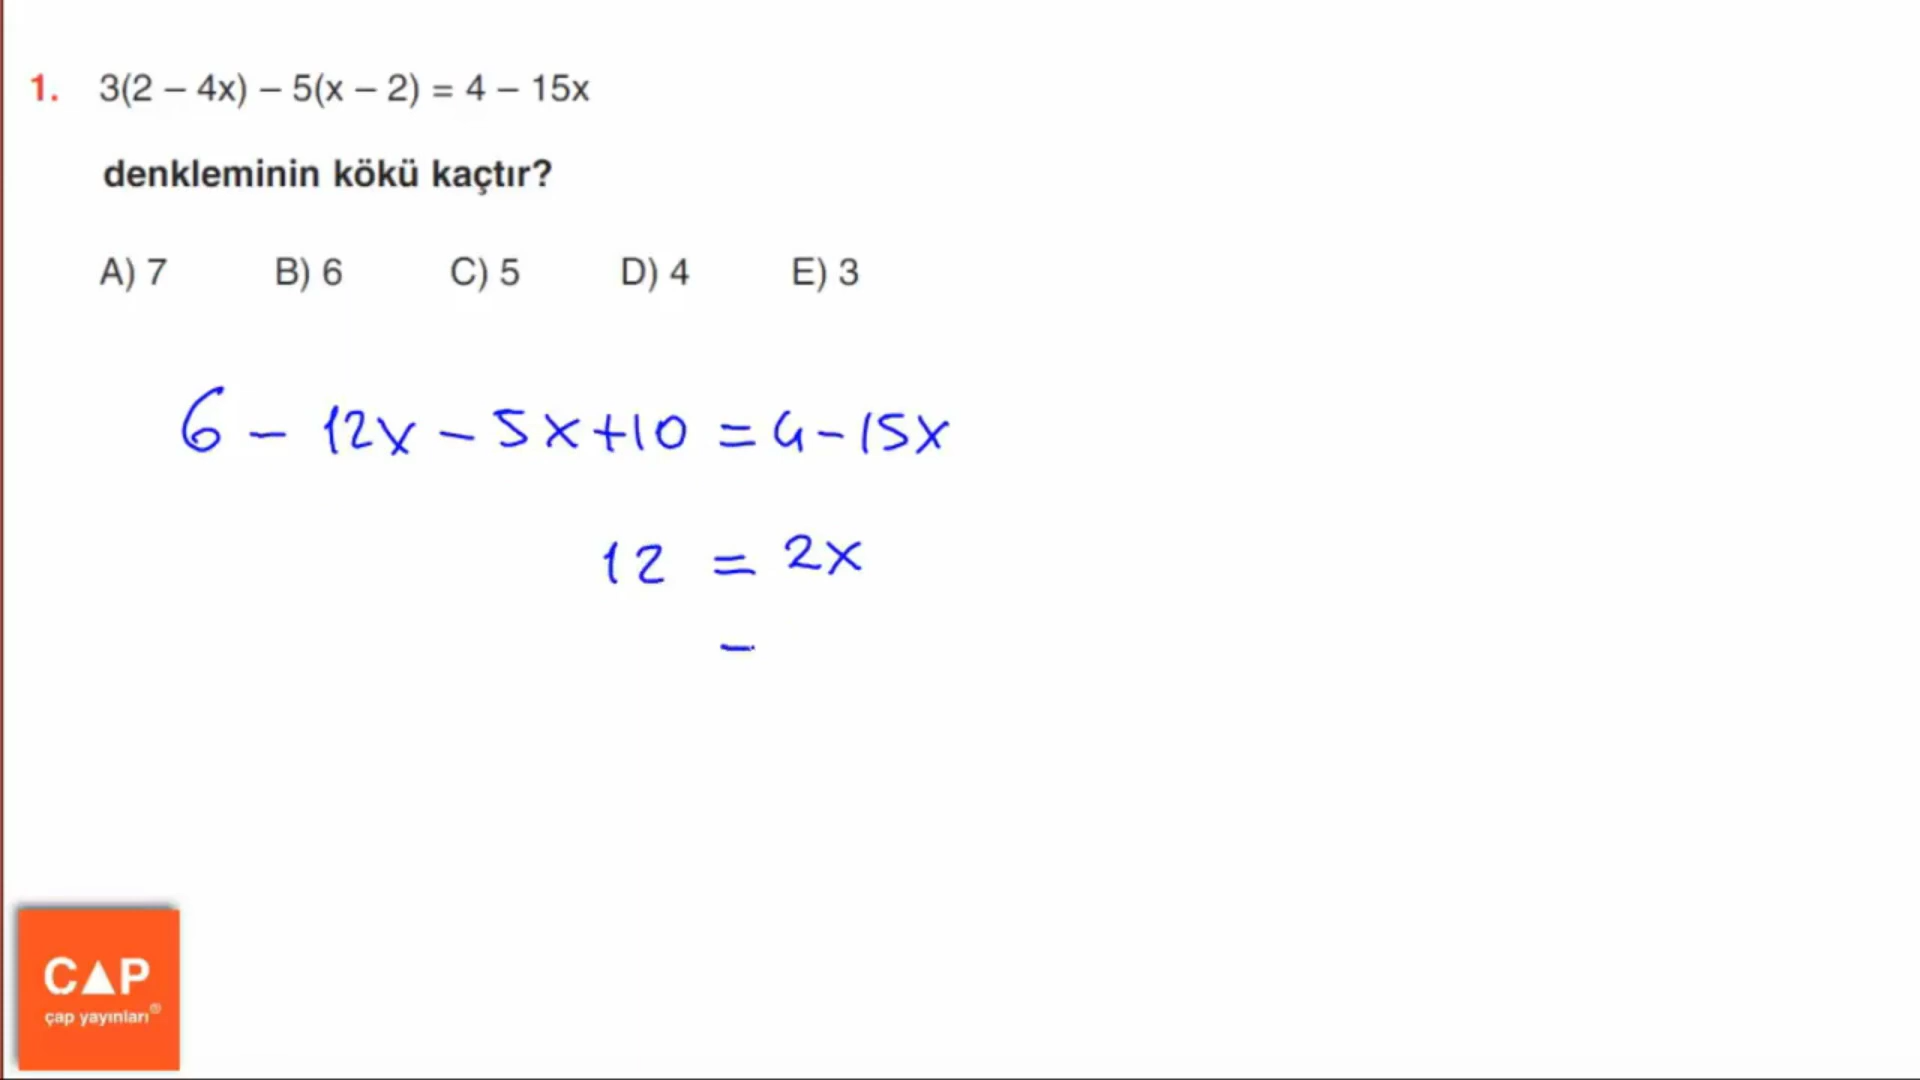 1. 3(2 – 4x) – 5(x – 2) = 4 – 15x
denkleminin kökü kaçtır?
A) 7 B) 6 C) 5 D) 4 E) 3
6 – 12x – 5x + 10 = 4 – 15x
12 = 2x
–
CAP
çap yayınları®